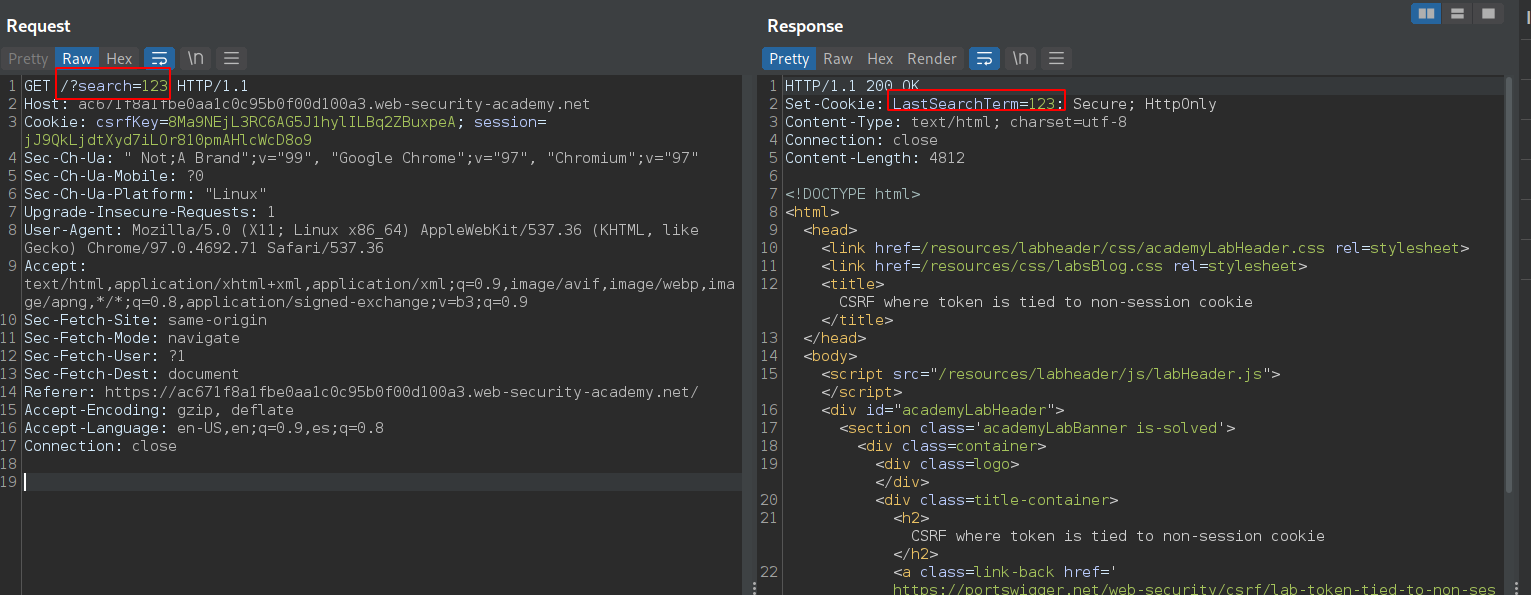 Request
Pretty Raw Hex \n
1 GET /?search=123 HTTP/1.1
2 Host: ac671f8a1fbe0aa1c0c95b0f00d100a3.web-security-academy.net
3 Cookie: csrfKey=8Ma9NEjL3RC6AG5J1hylILBq2ZBuxpeA; session=
jJ9QkLjdtXyd7iLOr810pmAHlcWcD8o9
4 Sec-Ch-Ua: " Not;A Brand";v="99", "Google Chrome";v="97", "Chromium";v="97"
5 Sec-Ch-Ua-Mobile: ?0
6 Sec-Ch-Ua-Platform: "Linux"
7 Upgrade-Insecure-Requests: 1
8 User-Agent: Mozilla/5.0 (X11; Linux x86_64) AppleWebKit/537.36 (KHTML, like
Gecko) Chrome/97.0.4692.71 Safari/537.36
9 Accept:
text/html,application/xhtml+xml,application/xml;q=0.9,image/avif,image/webp,ima
ge/apng,*/*;q=0.8,application/signed-exchange;v=b3;q=0.9
10 Sec-Fetch-Site: same-origin
11 Sec-Fetch-Mode: navigate
12 Sec-Fetch-User: ?1
13 Sec-Fetch-Dest: document
14 Referer: https://ac671f8a1fbe0aa1c0c95b0f00d100a3.web-security-academy.net/
15 Accept-Encoding: gzip, deflate
16 Accept-Language: en-US,en;q=0.9,es;q=0.8
17 Connection: close
18
19
Response
Pretty Raw Hex Render \n
1 HTTP/1.1 200 OK
2 Set-Cookie: LastSearchTerm=123; Secure; HttpOnly
3 Content-Type: text/html; charset=utf-8
4 Connection: close
5 Content-Length: 4812
6
7 <!DOCTYPE html>
8 <html>
9 <head>
10 <link href=/resources/labheader/css/academyLabHeader.css rel=stylesheet>
11 <link href=/resources/css/labsBlog.css rel=stylesheet>
12 <title>
CSRF where token is tied to non-session cookie
</title>
13 </head>
14 <body>
15 <script src="/resources/labheader/js/labHeader.js">
</script>
16 <div id="academyLabHeader">
17 <section class='academyLabBanner is-solved'>
18 <div class=container>
19 <div class=logo>
</div>
20 <div class=title-container>
21 <h2>
CSRF where token is tied to non-session cookie
</h2>
22 <a class=link-back href='
https://portswigger.net/web-security/csrf/lab-token-tied-to-non-ses